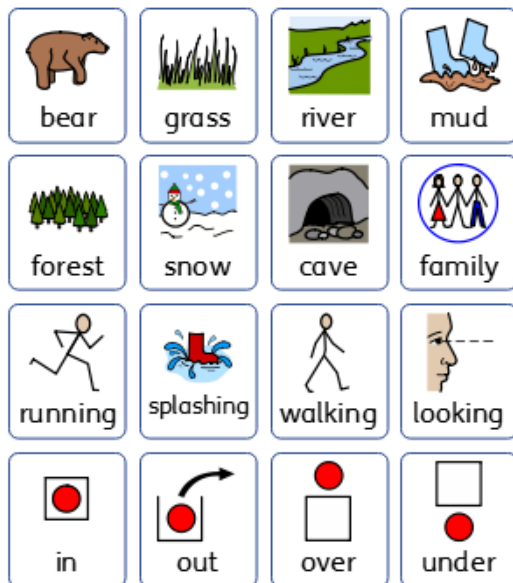 bear grass river mud
forest snow cave family
running splashing walking looking
in out over under